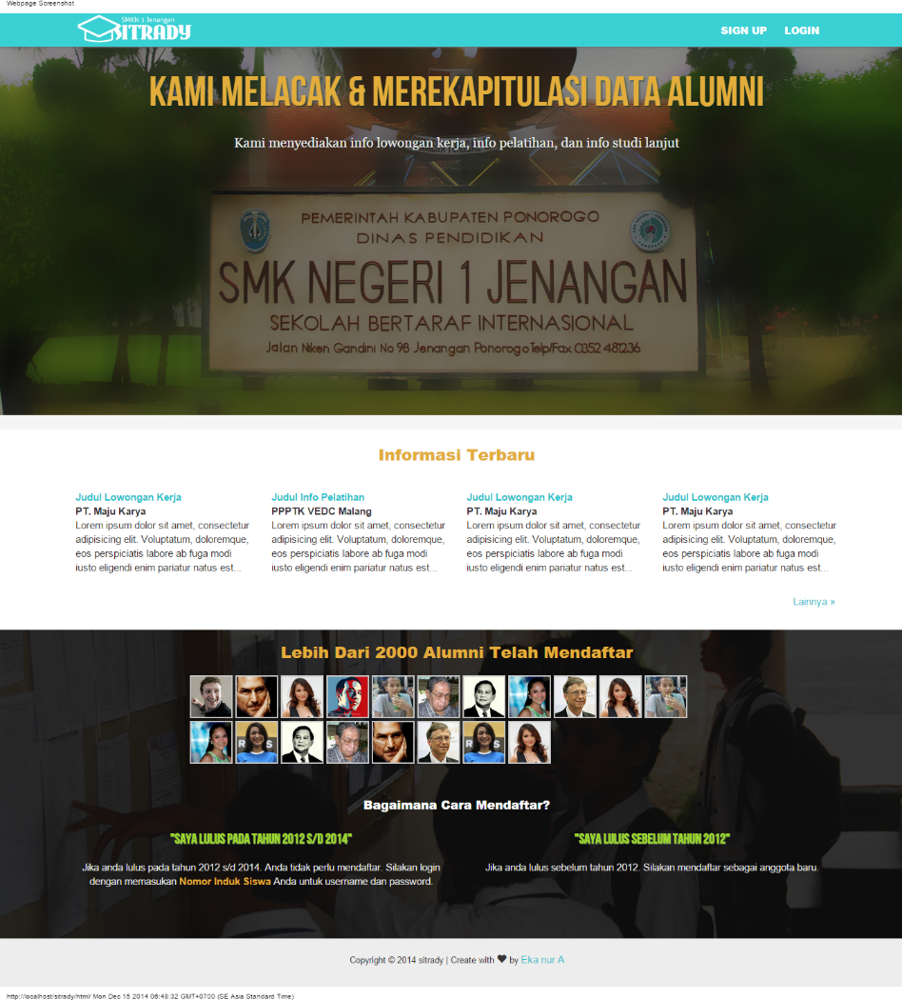 Webpage Screenshot
SMKN 1 Jenangan
SITRADY
SIGN UP LOGIN
KAMI MELACAK & MEREKAPITULASI DATA ALUMNI
Kami menyediakan info lowongan kerja, info pelatihan, dan info studi lanjut
PEMERINTAH KABUPATEN PONOROGO
DINAS PENDIDIKAN
SMK NEGERI 1 JENANGAN
SEKOLAH BERTARAF INTERNASIONAL
Jalan Niken Gandini No 98 Jenangan Ponorogo Telp/Fax 0352 481236
Informasi Terbaru
Judul Lowongan Kerja
PT. Maju Karya
Lorem ipsum dolor sit amet, consectetur
adipisicing elit. Voluptatum, doloremque,
eos perspiciatis labore ab fuga modi
iusto eligendi enim pariatur natus est...
Judul Info Pelatihan
PPPTK VEDC Malang
Lorem ipsum dolor sit amet, consectetur
adipisicing elit. Voluptatum, doloremque,
eos perspiciatis labore ab fuga modi
iusto eligendi enim pariatur natus est...
Judul Lowongan Kerja
PT. Maju Karya
Lorem ipsum dolor sit amet, consectetur
adipisicing elit. Voluptatum, doloremque,
eos perspiciatis labore ab fuga modi
iusto eligendi enim pariatur natus est...
Judul Lowongan Kerja
PT. Maju Karya
Lorem ipsum dolor sit amet, consectetur
adipisicing elit. Voluptatum, doloremque,
eos perspiciatis labore ab fuga modi
iusto eligendi enim pariatur natus est...
Lainnya »
Lebih Dari 2000 Alumni Telah Mendaftar
Bagaimana Cara Mendaftar?
"SAYA LULUS PADA TAHUN 2012 S/D 2014"
Jika anda lulus pada tahun 2012 s/d 2014. Anda tidak perlu mendaftar. Silakan login
dengan memasukan Nomor Induk Siswa Anda untuk username dan password.
"SAYA LULUS SEBELUM TAHUN 2012"
Jika anda lulus sebelum tahun 2012. Silakan mendaftar sebagai anggota baru.
Copyright © 2014 sitrady | Create with ♥ by Eka nur A
http://localhost/sitrady/html/ Mon Dec 15 2014 06:48:32 GMT+0700 (SE Asia Standard Time)